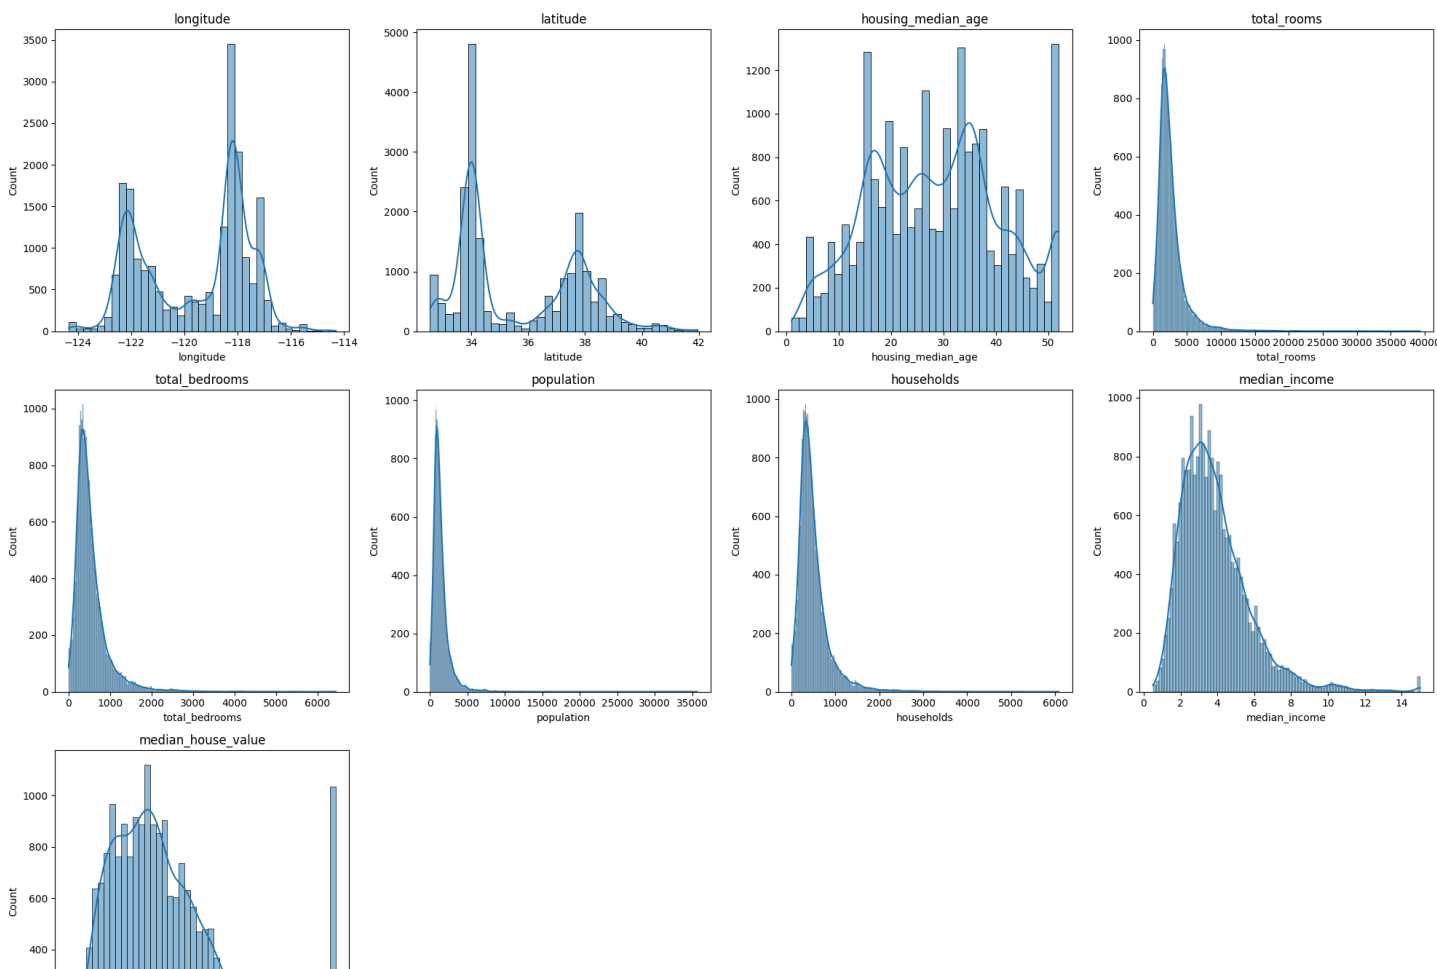 longitude
3500
3000
2500
2000
1500
1000
500
0
Count
−124 −122 −120 −118 −116 −114
longitude
latitude
5000
4000
3000
2000
1000
0
Count
34 36 38 40 42
latitude
housing_median_age
1200
1000
800
600
400
200
0
Count
0 10 20 30 40 50
housing_median_age
total_rooms
1000
800
600
400
200
0
Count
0 5000 10000 15000 20000 25000 30000 35000 40000
total_rooms
total_bedrooms
1000
800
600
400
200
0
Count
0 1000 2000 3000 4000 5000 6000
total_bedrooms
population
1000
800
600
400
200
0
Count
0 5000 10000 15000 20000 25000 30000 35000
population
households
1000
800
600
400
200
0
Count
0 1000 2000 3000 4000 5000 6000
households
median_income
1000
800
600
400
200
0
Count
0 2 4 6 8 10 12 14
median_income
median_house_value
1000
800
600
400
Count